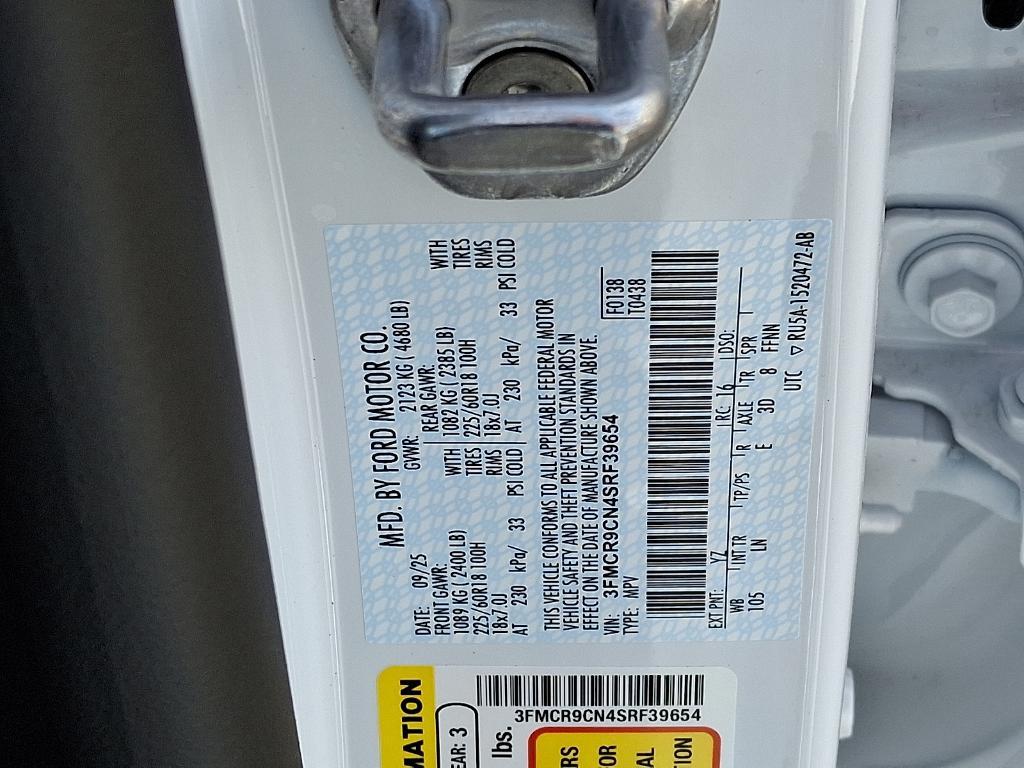 MFD. BY FORD MOTOR CO.
DATE: 09/25 GVWR: 2123 KG ( 4680 LB)
FRONT GAWR: REAR GAWR:
1089 KG ( 2400 LB) WITH 1082 KG ( 2385 LB) WITH
225/60R18 100H TIRES 225/60R18 100H TIRES
18x7.0J RIMS 18x7.0J RIMS
AT 230 kPa/ 33 PSI COLD AT 230 kPa/ 33 PSI COLD
THIS VEHICLE CONFORMS TO ALL APPLICABLE FEDERAL MOTOR
VEHICLE SAFETY AND THEFT PREVENTION STANDARDS IN
EFFECT ON THE DATE OF MANUFACTURE SHOWN ABOVE.
VIN: 3FMCR9CN4SRF39654 F0138
TYPE: MPV T0438
EXT PNT: YZ RC: 16 DSO:
WB INT TR TP/PS R AXLE TR SPR
105 LN E 3D 8 FFNN
UTC ▽ RU5A-1520472-AB
MATION
EAR: 3
lbs.
3FMCR9CN4SRF39654
RS
OR
AL
ION